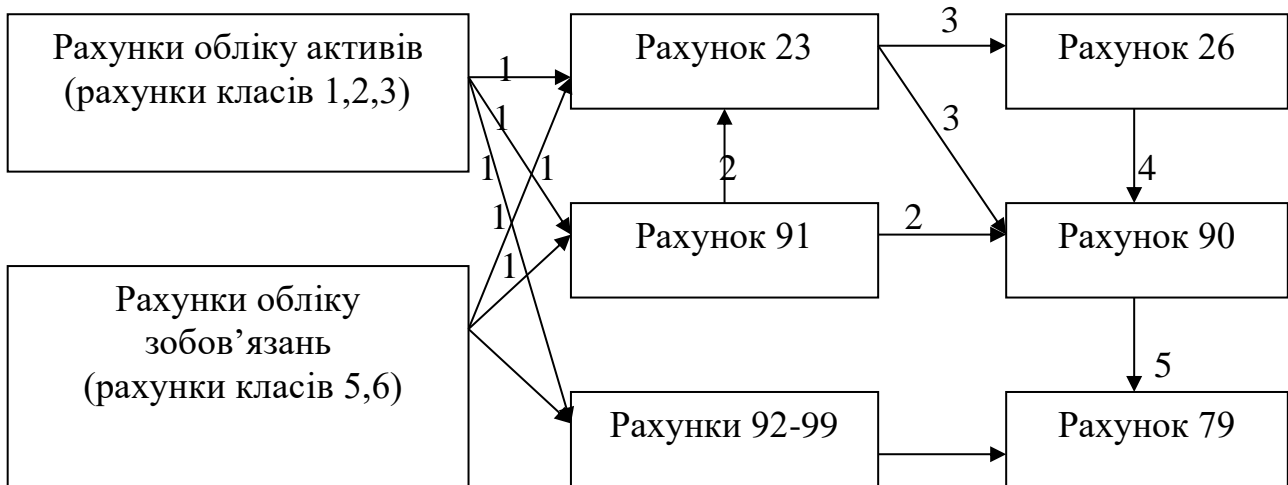 Рахунки обліку активів
(рахунки класів 1,2,3)
Рахунок 23
3
Рахунок 26
1
1
1
1
3
2
4
1
Рахунок 91
2
Рахунок 90
1
Рахунки обліку
зобов’язань
(рахунки класів 5,6)
5
Рахунки 92-99
Рахунок 79